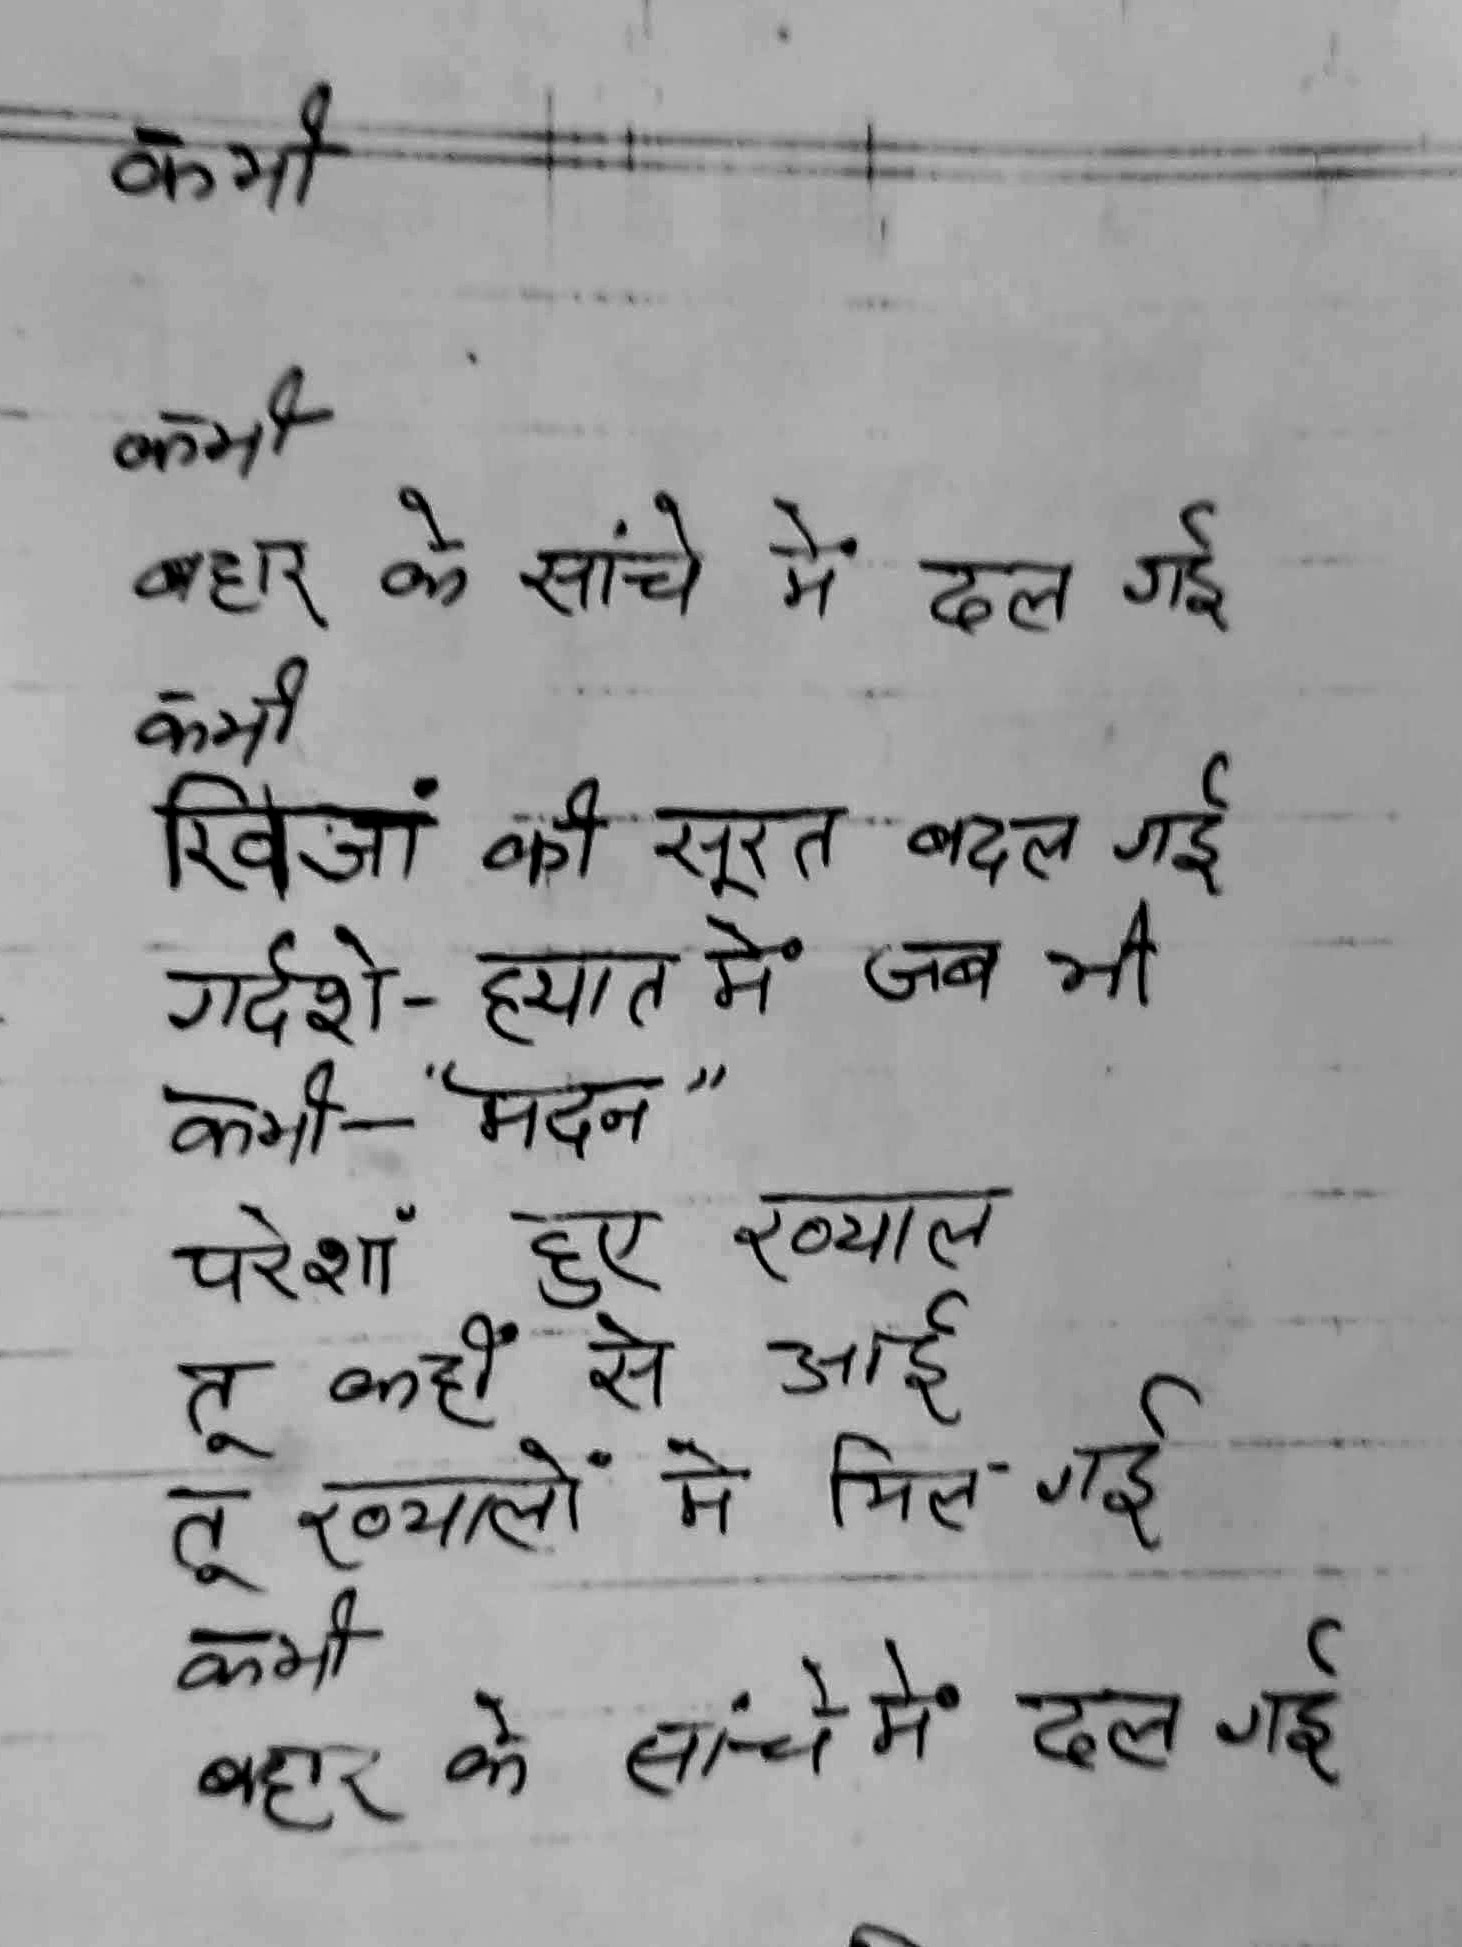 कभी
कभी
बहार के सांचे में ढल गई
कभी
खिजां की सूरत बदल गई
गर्दशे-हयात में जब भी
कभी-"मदन"
परेशां हुए ख्याल
तू कहीं से आई
तू ख्यालों में मिल गई
कभी
बहार के सांचे में ढल गई